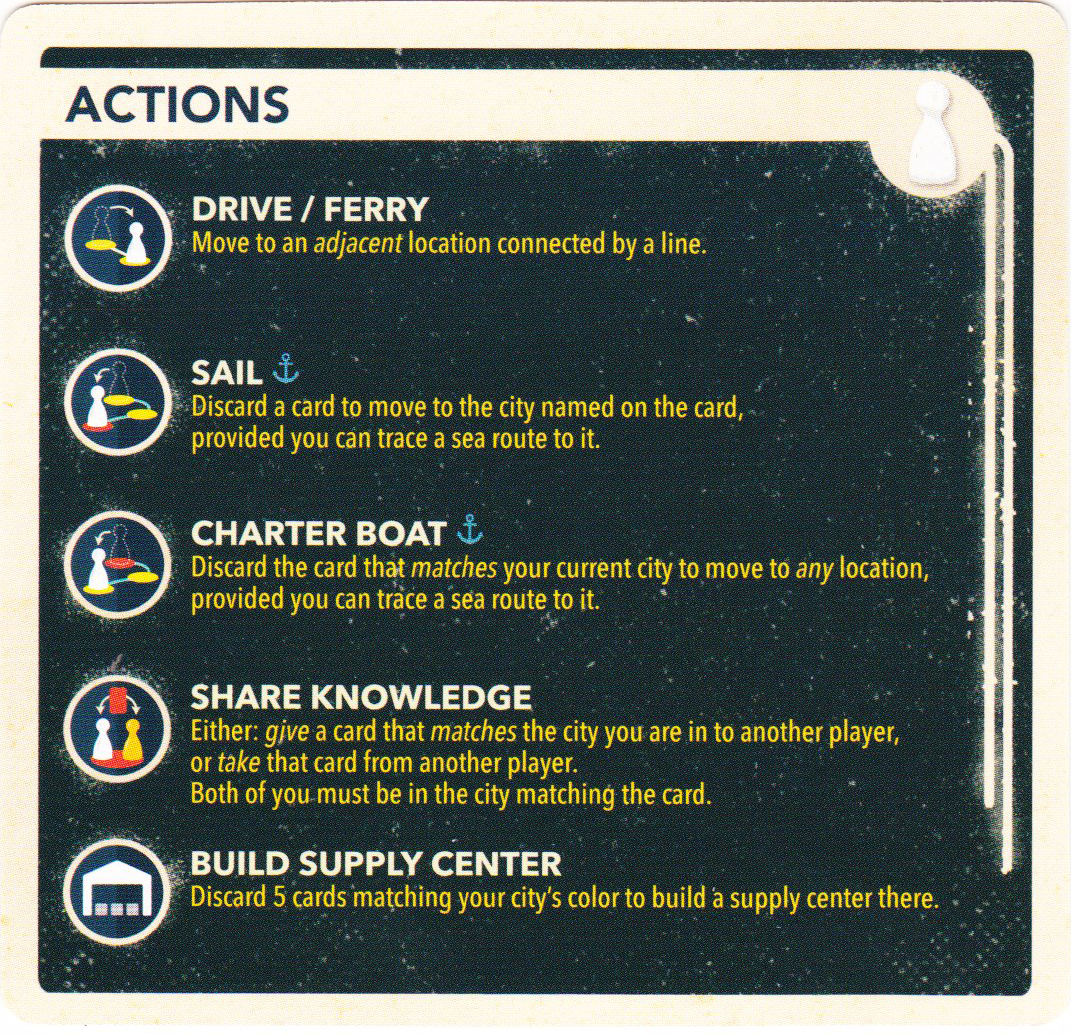 ACTIONS
DRIVE / FERRY
Move to an adjacent location connected by a line.
SAIL
Discard a card to move to the city named on the card,
provided you can trace a sea route to it.
CHARTER BOAT
Discard the card that matches your current city to move to any location,
provided you can trace a sea route to it.
SHARE KNOWLEDGE
Either: give a card that matches the city you are in to another player,
or take that card from another player.
Both of you must be in the city matching the card.
BUILD SUPPLY CENTER
Discard 5 cards matching your city's color to build a supply center there.